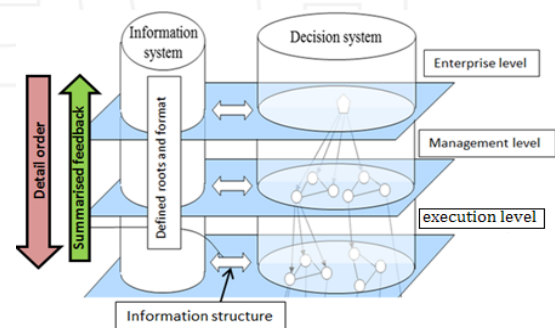 Information
system
Decision system
Enterprise level
Management level
execution level
Detail order
Summarised feedback
Defined roots and format
Information structure